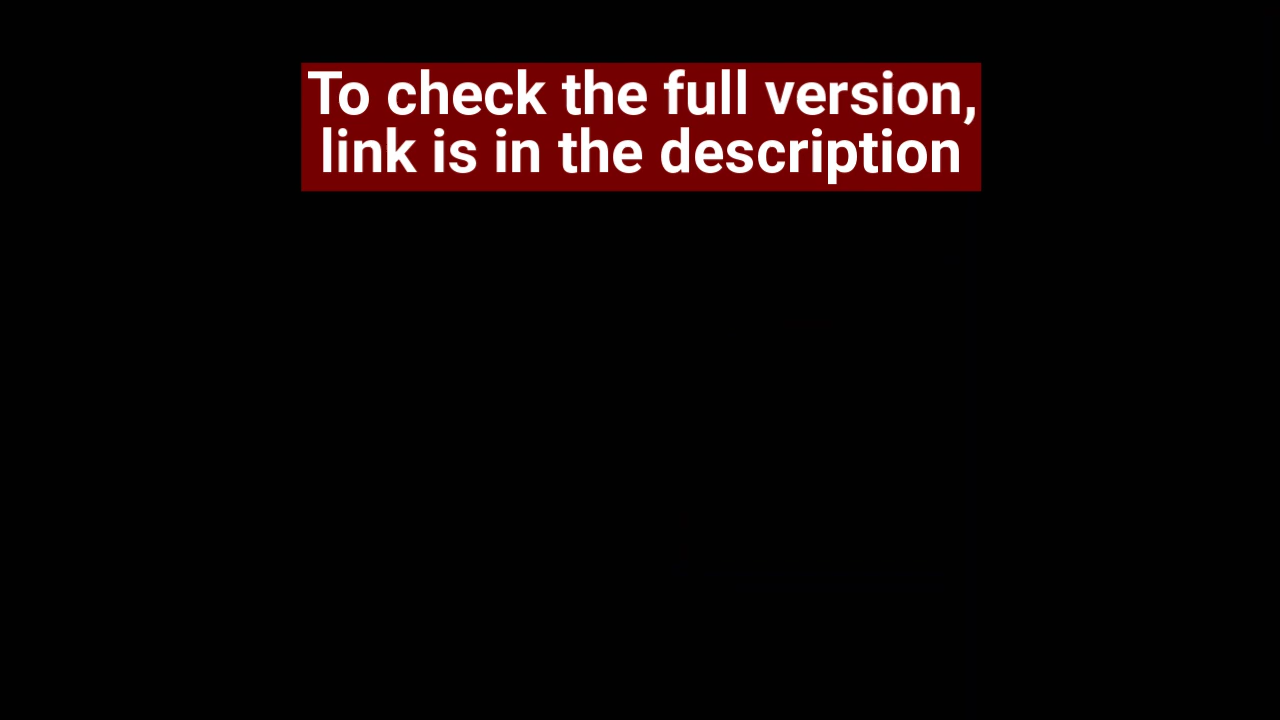 To check the full version,
link is in the description